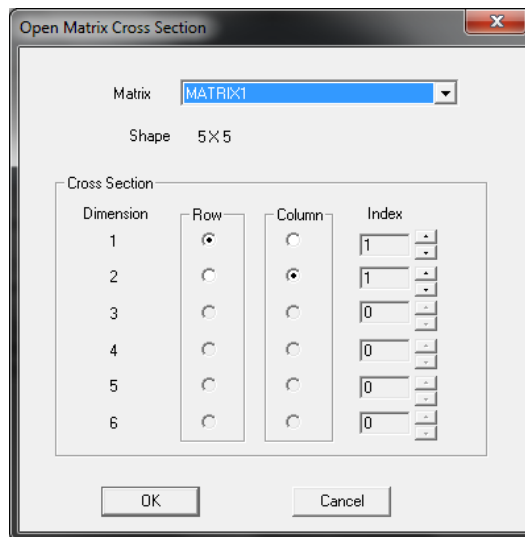 Open Matrix Cross Section
Matrix MATRIX1
Shape 5X5
Cross Section
Dimension Row Column Index
1 1
2 1
3 0
4 0
5 0
6 0
OK Cancel